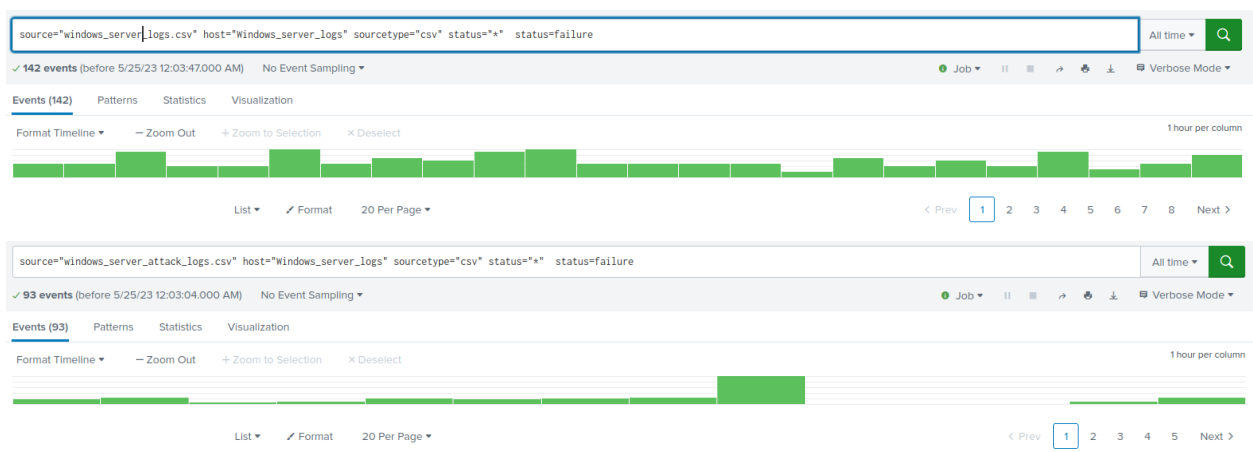 source="windows_server_logs.csv" host="Windows_server_logs" sourcetype="csv" status="*"  status=failure
All time
142 events (before 5/25/23 12:03:47.000 AM) No Event Sampling Job Verbose Mode
Events (142) Patterns Statistics Visualization
Format Timeline — Zoom Out + Zoom to Selection × Deselect 1 hour per column
List Format 20 Per Page < Prev 1 2 3 4 5 6 7 8 Next >
source="windows_server_attack_logs.csv" host="Windows_server_logs" sourcetype="csv" status="*"  status=failure
All time
93 events (before 5/25/23 12:03:04.000 AM) No Event Sampling Job Verbose Mode
Events (93) Patterns Statistics Visualization
Format Timeline — Zoom Out + Zoom to Selection × Deselect 1 hour per column
List Format 20 Per Page < Prev 1 2 3 4 5 Next >